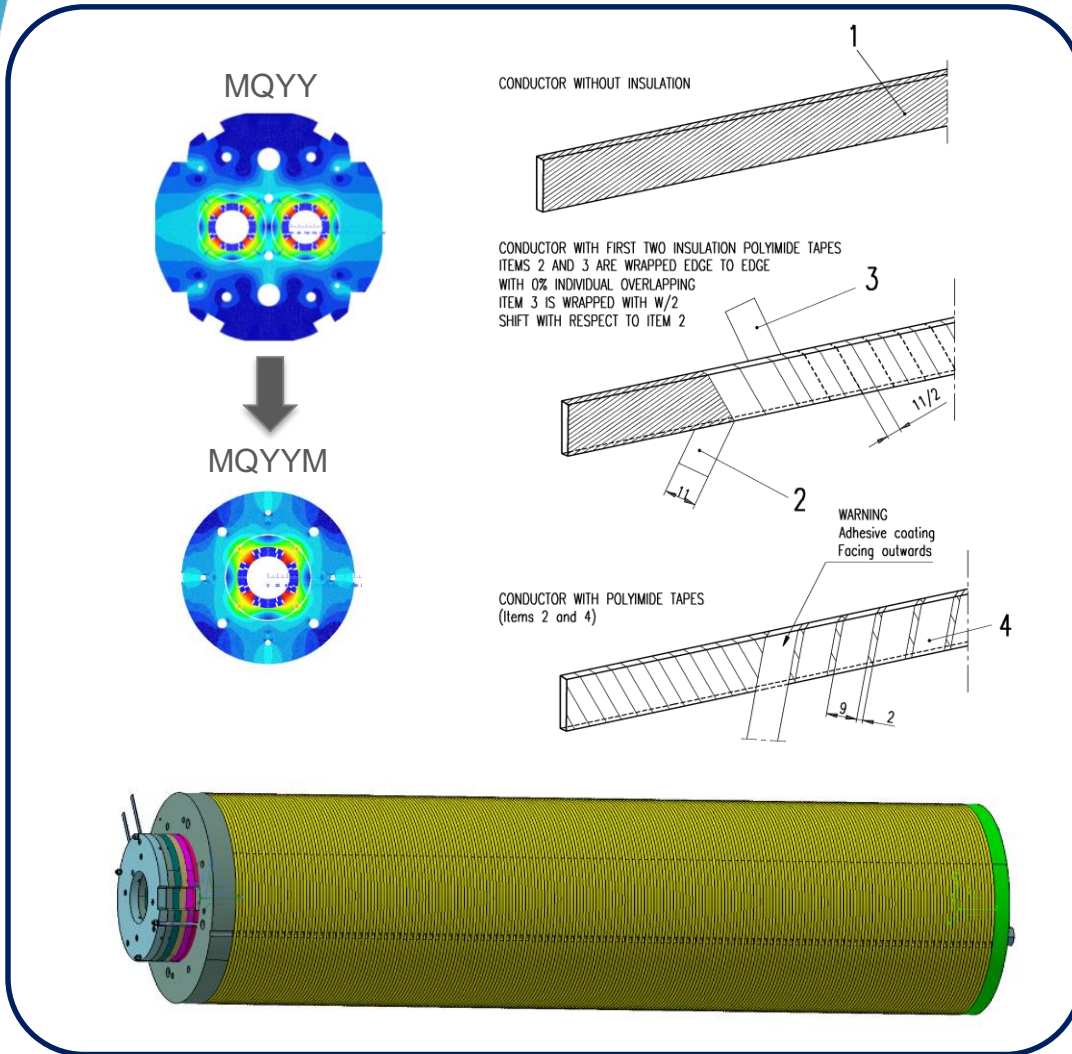 MQYY
MQYYM
1
CONDUCTOR WITHOUT INSULATION
CONDUCTOR WITH FIRST TWO INSULATION POLYIMIDE TAPES
ITEMS 2 AND 3 ARE WRAPPED EDGE TO EDGE
WITH 0% INDIVIDUAL OVERLAPPING
ITEM 3 IS WRAPPED WITH W/2
SHIFT WITH RESPECT TO ITEM 2
3
11/2
11
2
WARNING
Adhesive coating
Facing outwards
CONDUCTOR WITH POLYIMIDE TAPES
(Items 2 and 4)
4
9
2